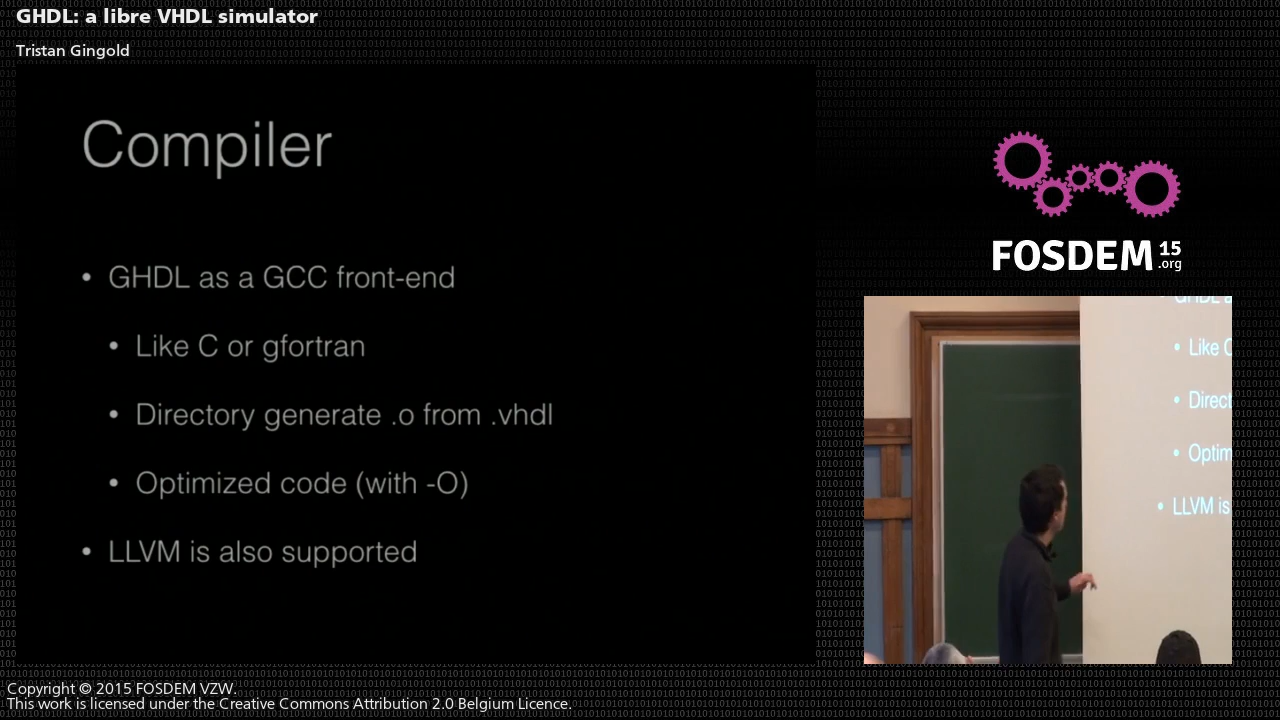 GHDL: a libre VHDL simulator
Tristan Gingold
Compiler
• GHDL as a GCC front-end
• Like C or gfortran
• Directory generate .o from .vhdl
• Optimized code (with -O)
• LLVM is also supported
FOSDEM 15
.org
• Like C
• Direct
• Optim
• LLVM is
Copyright © 2015 FOSDEM VZW.
This work is licensed under the Creative Commons Attribution 2.0 Belgium Licence.